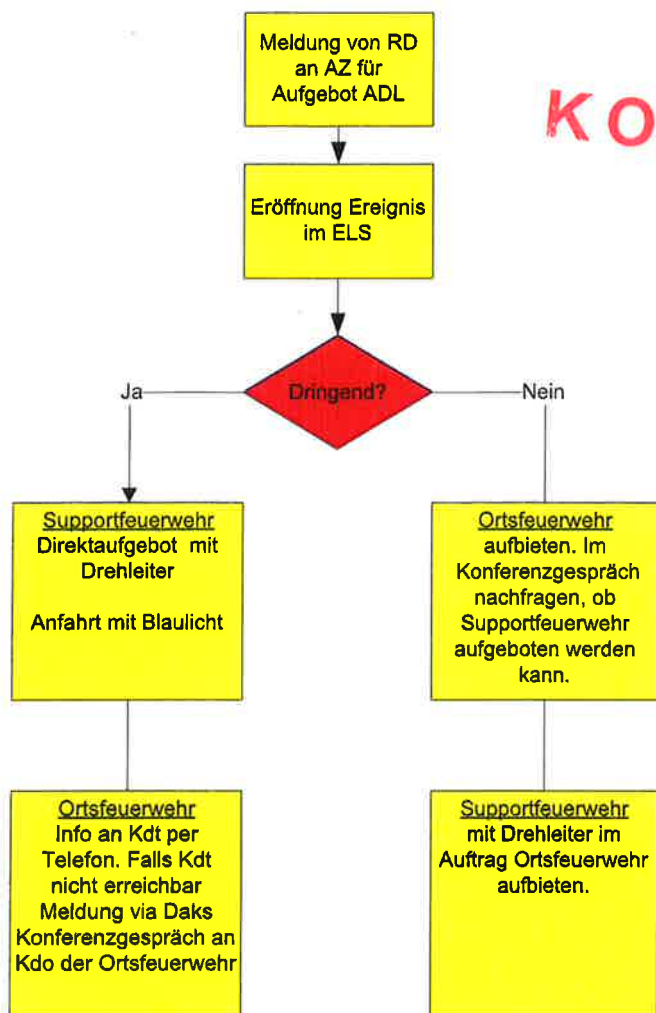 Meldung von RD
an AZ für
Aufgebot ADL
KO
Eröffnung Ereignis
im ELS
Dringend?
Ja
Nein
Supportfeuerwehr
Direktaufgebot mit
Drehleiter
Anfahrt mit Blaulicht
Ortsfeuerwehr
aufbieten. Im
Konferenzgespräch
nachfragen, ob
Supportfeuerwehr
aufgeboten werden
kann.
Ortsfeuerwehr
Info an Kdt per
Telefon. Falls Kdt
nicht erreichbar
Meldung via Daks
Konferenzgespräch an
Kdo der Ortsfeuerwehr
Supportfeuerwehr
mit Drehleiter im
Auftrag Ortsfeuerwehr
aufbieten.